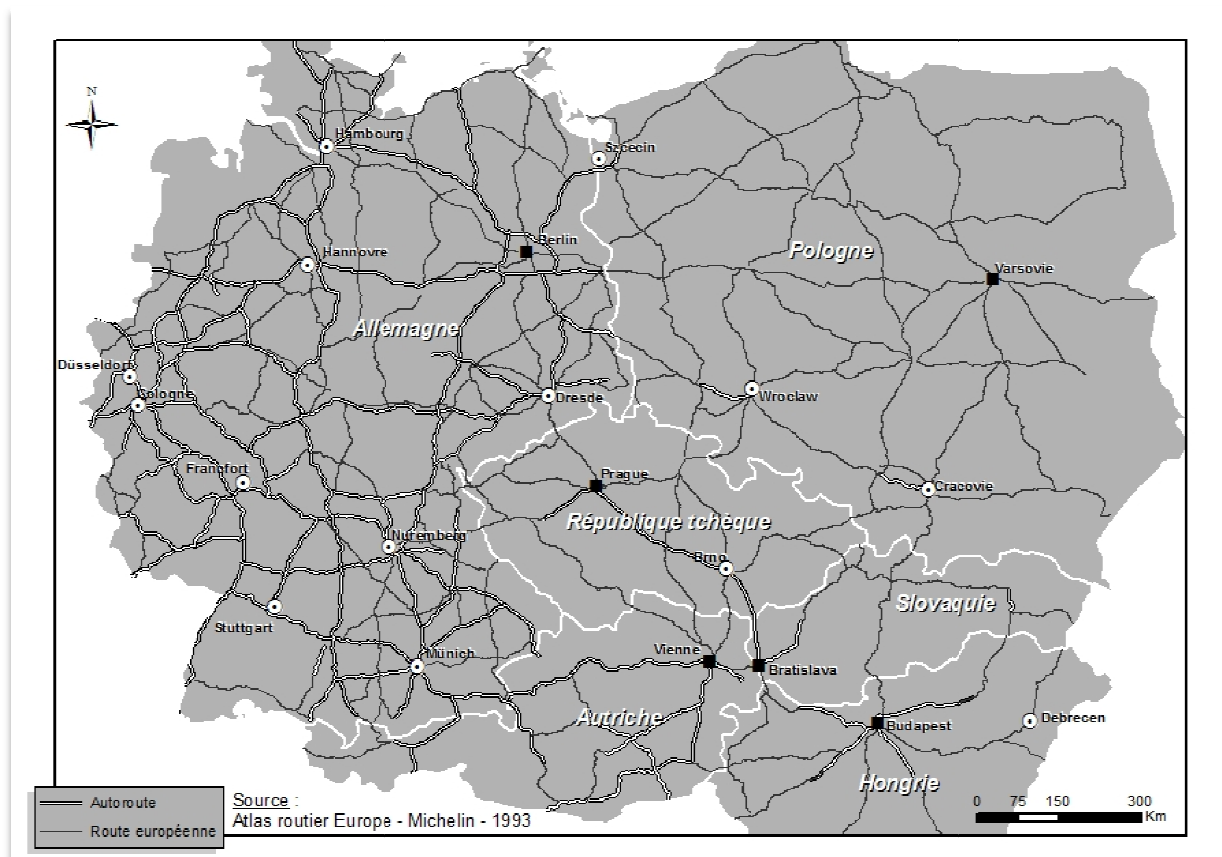 N
Hambourg
Szczecin
Berlin
Hannovre
Pologne
Varsovie
Allemagne
Düsseldorf
Cologne
Dresde
Wroclaw
Francfort
Prague
Cracovie
République tchèque
Nuremberg
Brno
Slovaquie
Stuttgart
Münich
Vienne
Bratislava
Autriche
Budapest
Debrecen
Hongrie
Autoroute
Route européenne
Source :
Atlas routier Europe - Michelin - 1993
0 75 150 300
Km